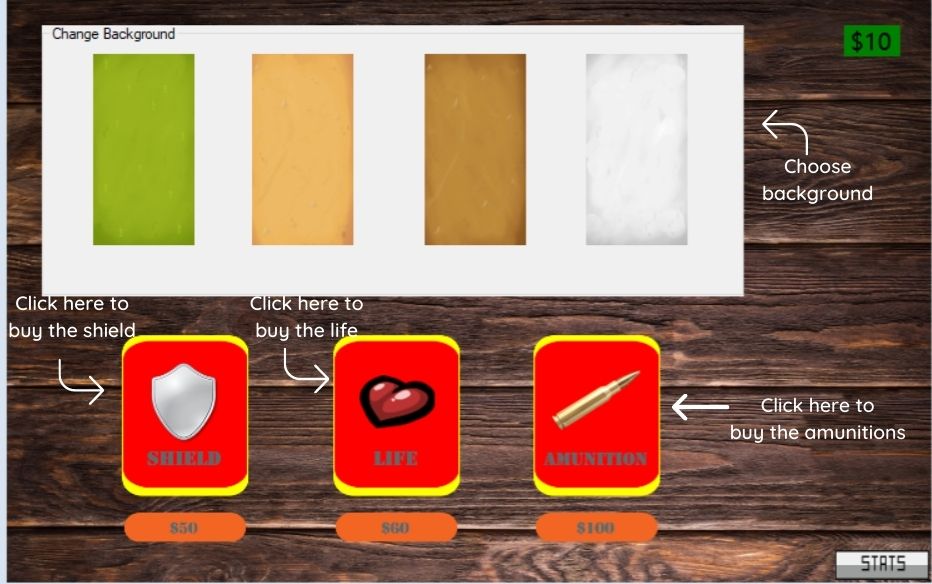 Change Background
$10
Choose
background
Click here to
buy the shield
Click here to
buy the life
Click here to
buy the amunitions
SHIELD
LIFE
AMUNITION
$50
$60
$100
STATS